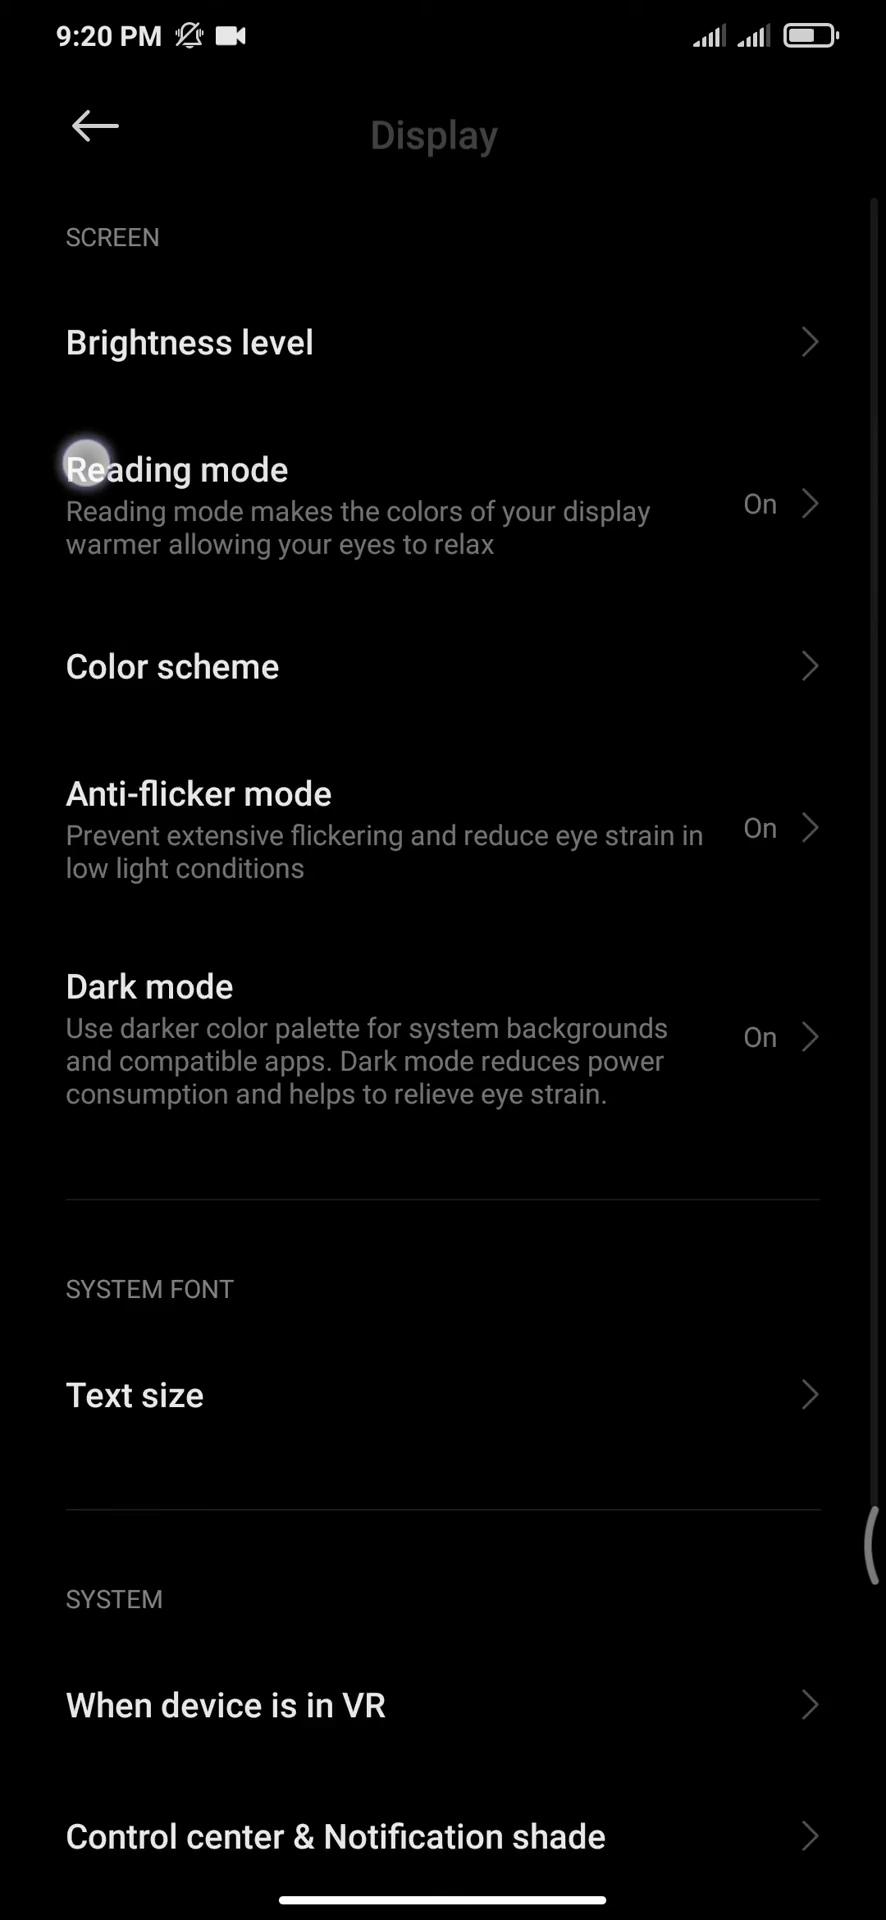 9:20 PM
Display
SCREEN
Brightness level
Reading mode
Reading mode makes the colors of your display
warmer allowing your eyes to relax
On
Color scheme
Anti-flicker mode
Prevent extensive flickering and reduce eye strain in
low light conditions
On
Dark mode
Use darker color palette for system backgrounds
and compatible apps. Dark mode reduces power
consumption and helps to relieve eye strain.
On
SYSTEM FONT
Text size
SYSTEM
When device is in VR
Control center & Notification shade